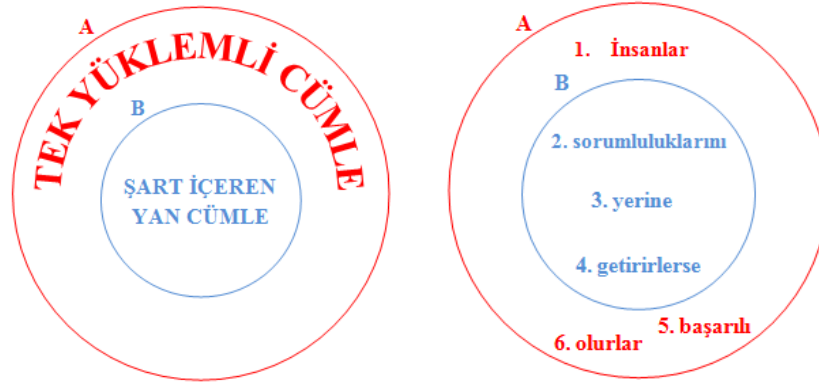 A
TEK YÜKLEMLİ CÜMLE
B
ŞART İÇEREN
YAN CÜMLE
A
1. İnsanlar
B
2. sorumluluklarını
3. yerine
4. getirirlerse
5. başarılı
6. olurlar